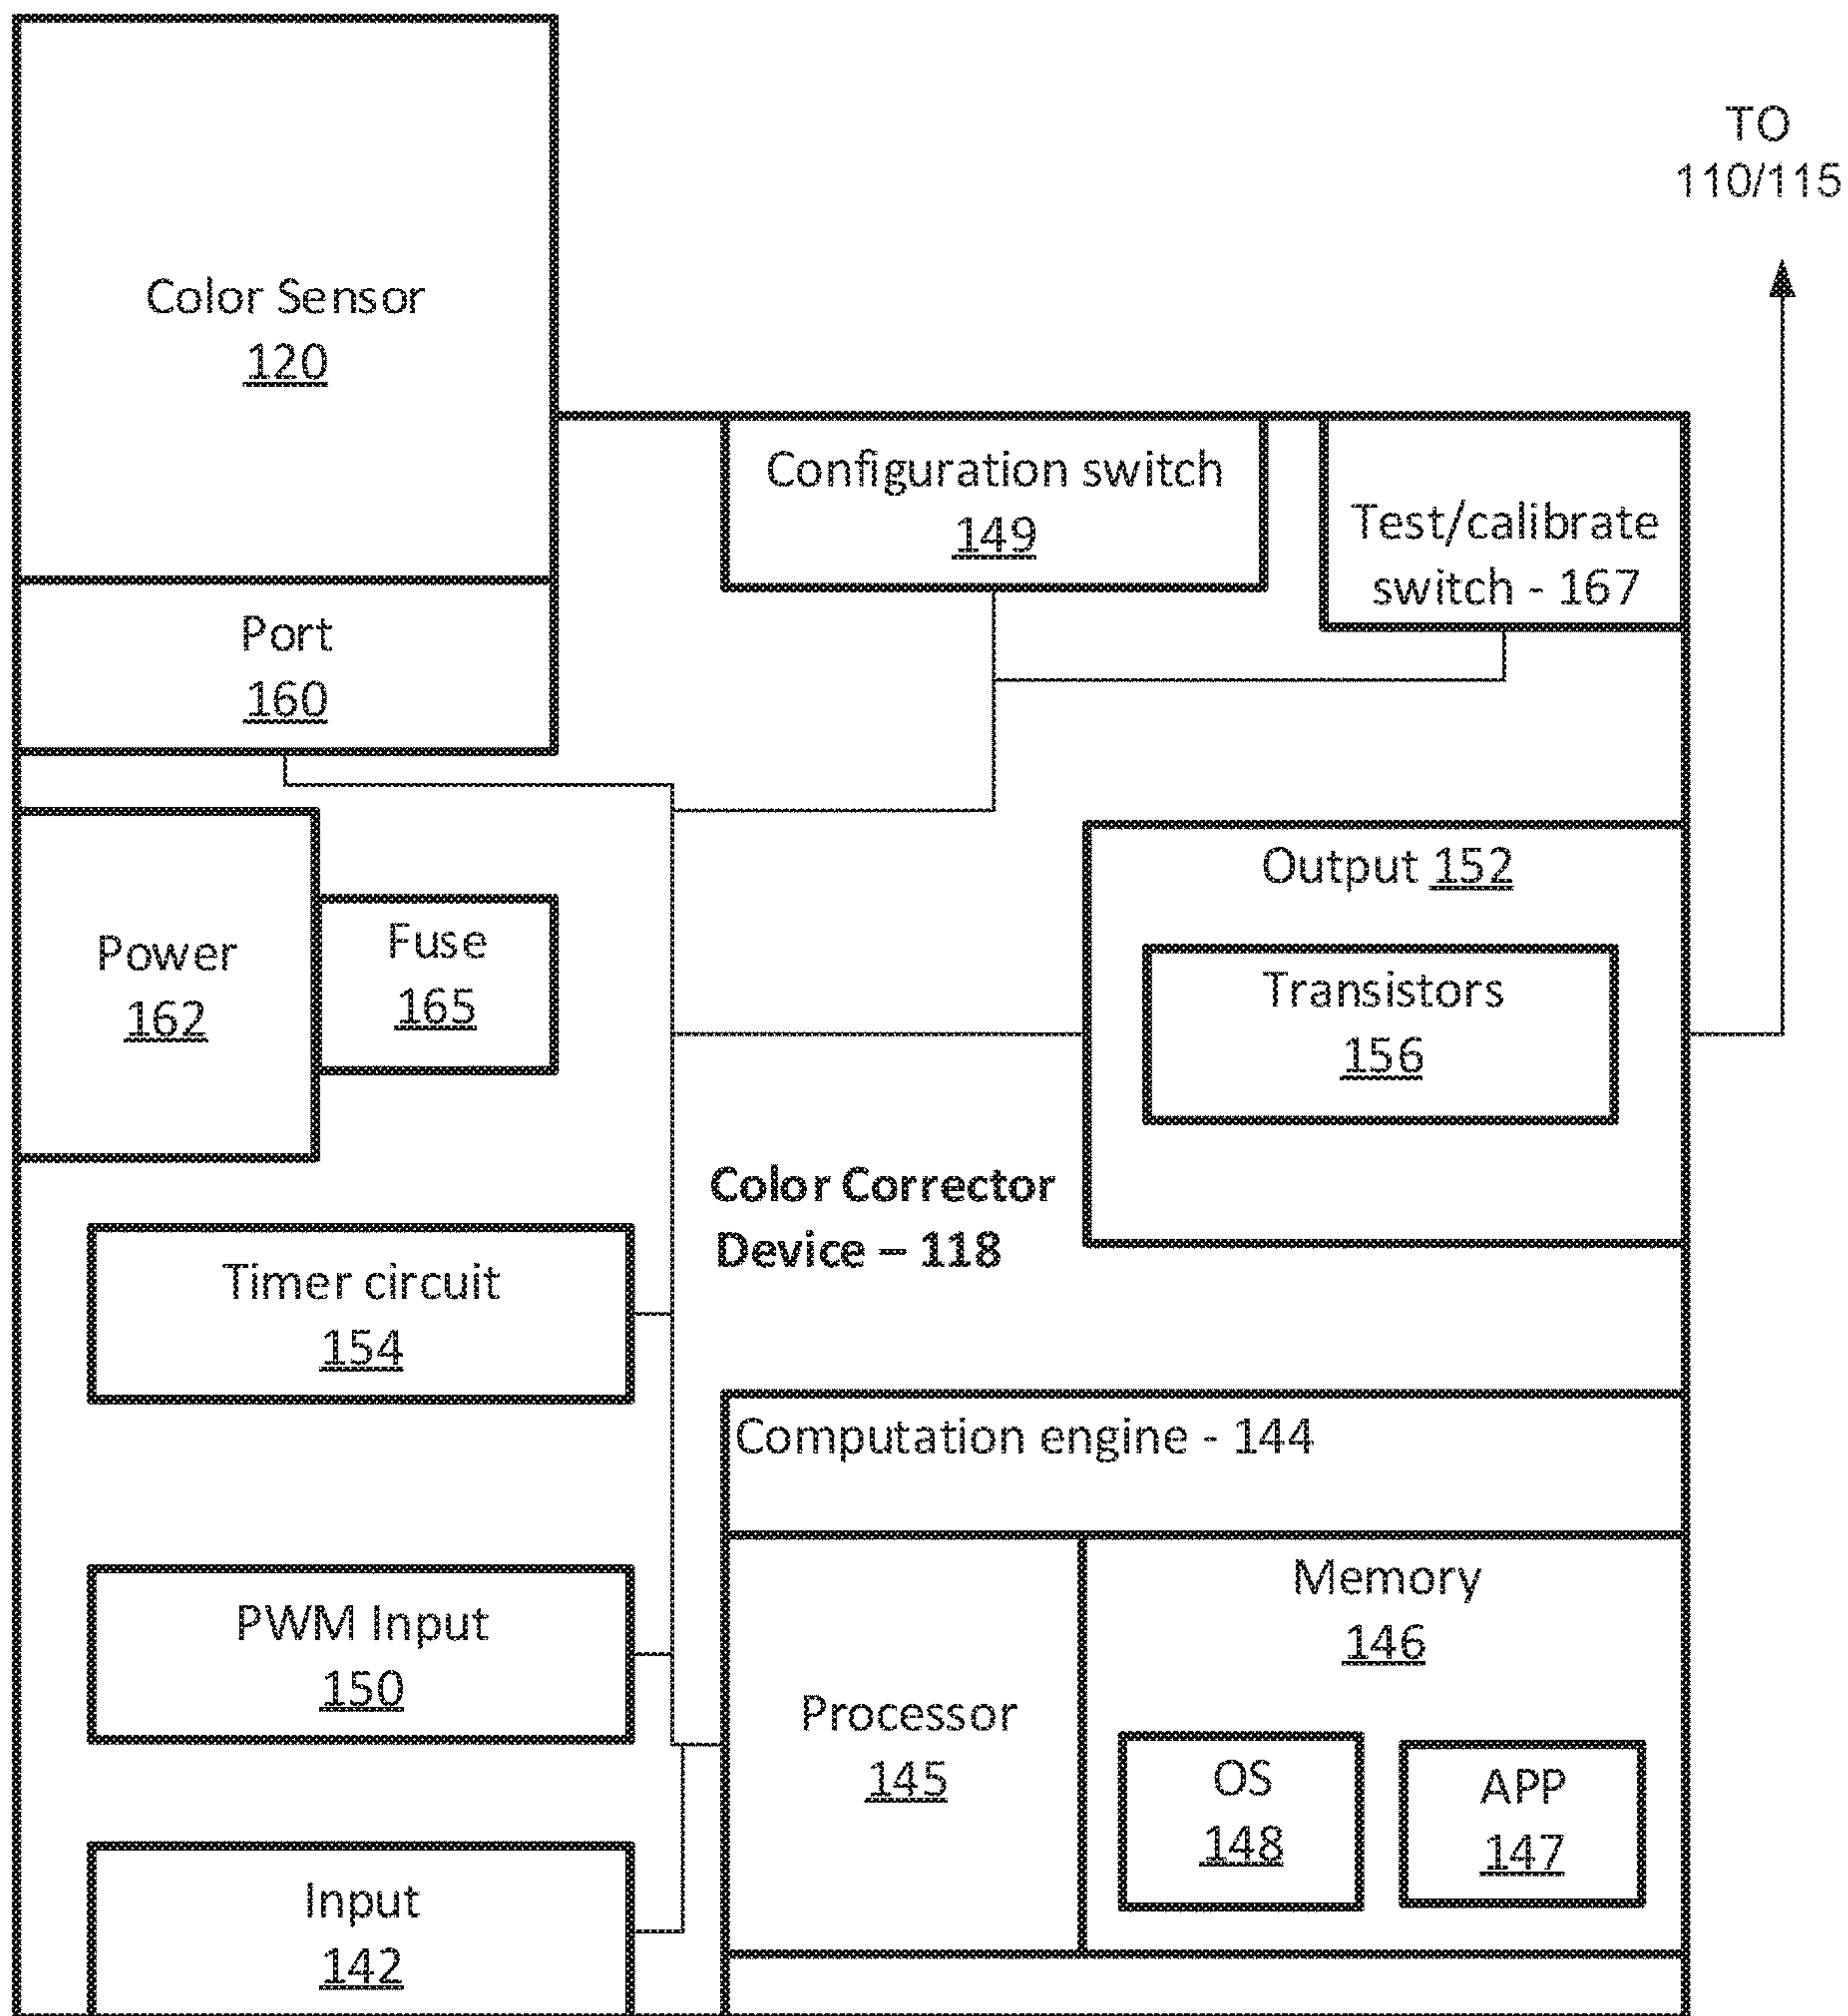 TO
110/115
Color Sensor
120
Configuration switch
149
Test/calibrate
switch - 167
Port
160
Output 152
Transistors
156
Power
162
Fuse
165
Color Corrector
Device – 118
Timer circuit
154
Computation engine - 144
PWM Input
150
Processor
145
Memory
146
OS
148
APP
147
Input
142